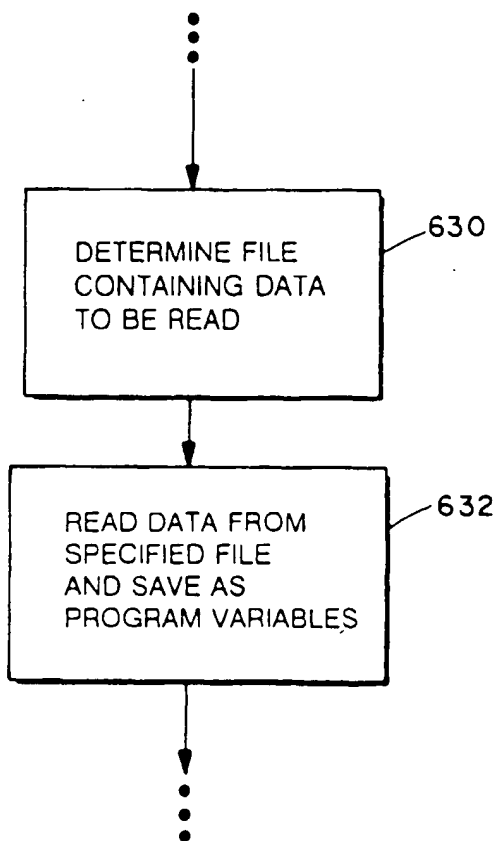 630
DETERMINE FILE
CONTAINING DATA
TO BE READ
632
READ DATA FROM
SPECIFIED FILE
AND SAVE AS
PROGRAM VARIABLES